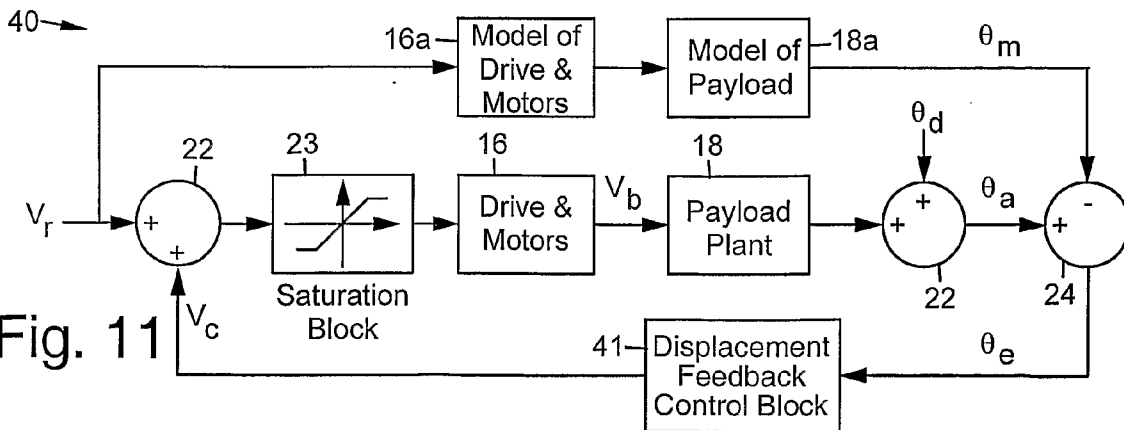 40
16a
Model of
Drive &
Motors
Model of
Payload
18a
θm
22
23
16
18
θd
Vr
+
+
Saturation
Block
Drive &
Motors
Vb
Payload
Plant
+
+
22
θa
-
+
24
Vc
Fig. 11
41
Displacement
Feedback
Control Block
θe